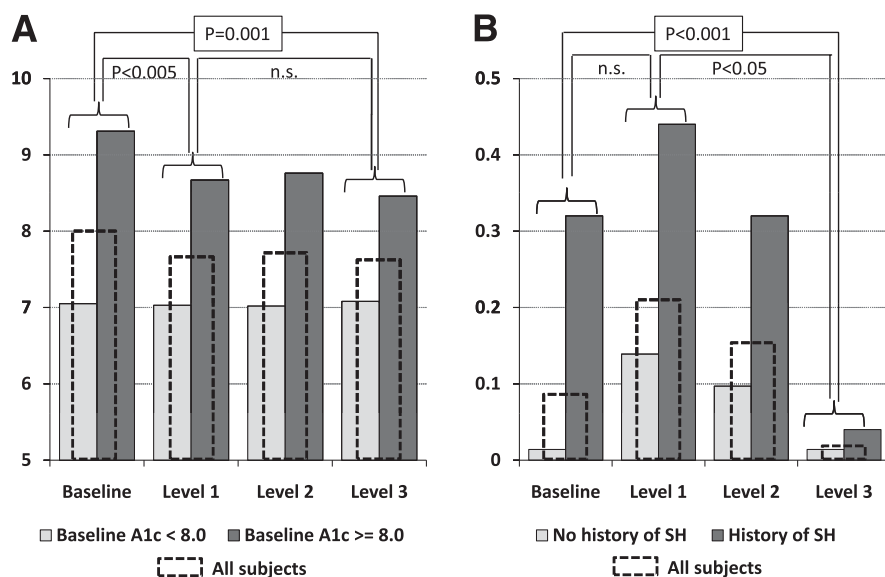 A
P=0.001
P<0.005
n.s.
10
9
8
7
6
5
Baseline
Level 1
Level 2
Level 3
Baseline A1c < 8.0
Baseline A1c >= 8.0
All subjects
B
P<0.001
n.s.
P<0.05
0.5
0.4
0.3
0.2
0.1
0
Baseline
Level 1
Level 2
Level 3
No history of SH
History of SH
All subjects